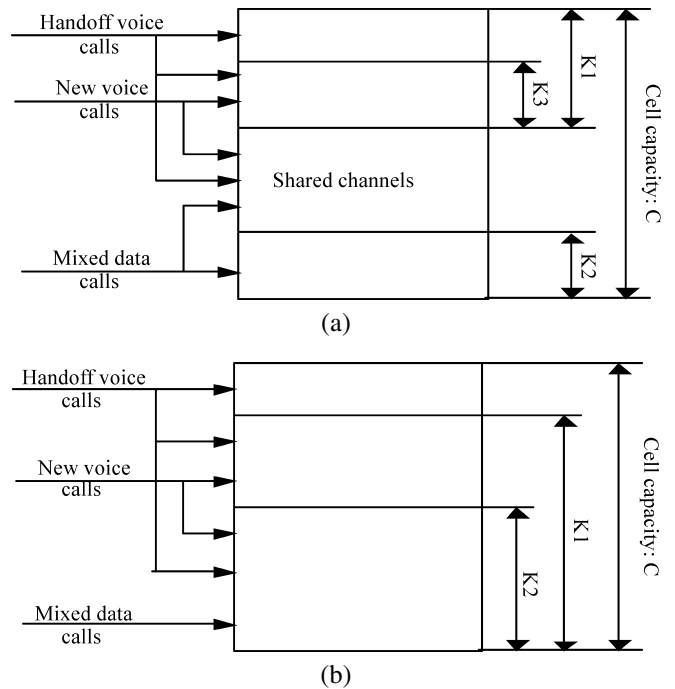 Handoff voice
calls
New voice
calls
Shared channels
Mixed data
calls
K1
K3
K2
Cell capacity: C
(a)
Handoff voice
calls
New voice
calls
Mixed data
calls
K1
K2
Cell capacity: C
(b)